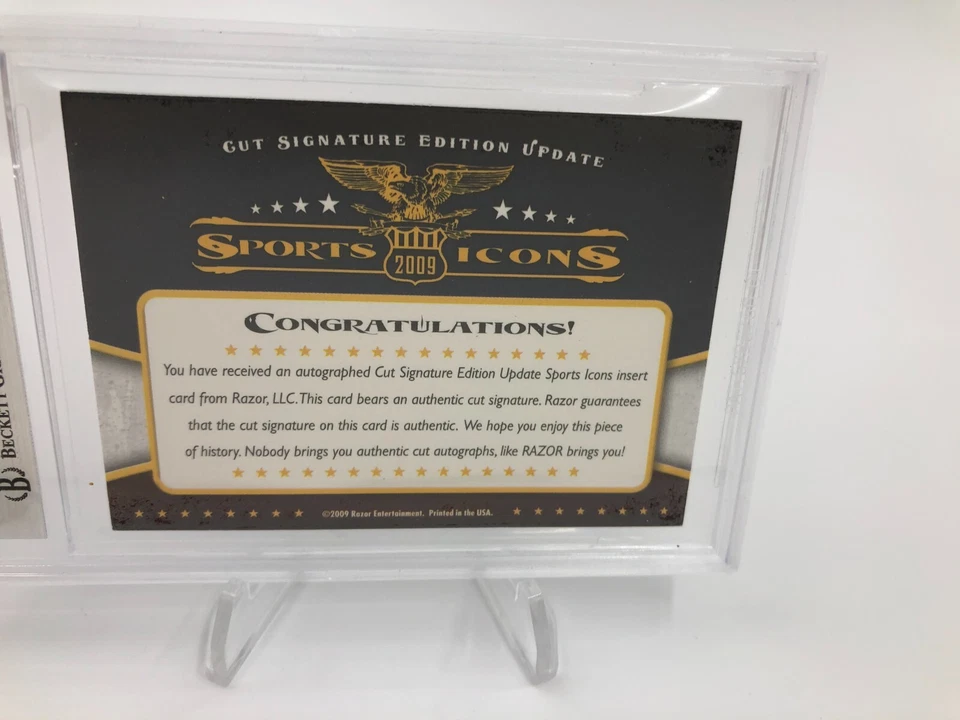 CUT SIGNATURE EDITION UPDATE
SPORTS 2009 ICONS
CONGRATULATIONS!
You have received an autographed Cut Signature Edition Update Sports Icons insert
card from Razor, LLC. This card bears an authentic cut signature. Razor guarantees
that the cut signature on this card is authentic. We hope you enjoy this piece
of history. Nobody brings you authentic cut autographs, like RAZOR brings you!
©2009 Razor Entertainment. Printed in the USA.
BECKETT
B